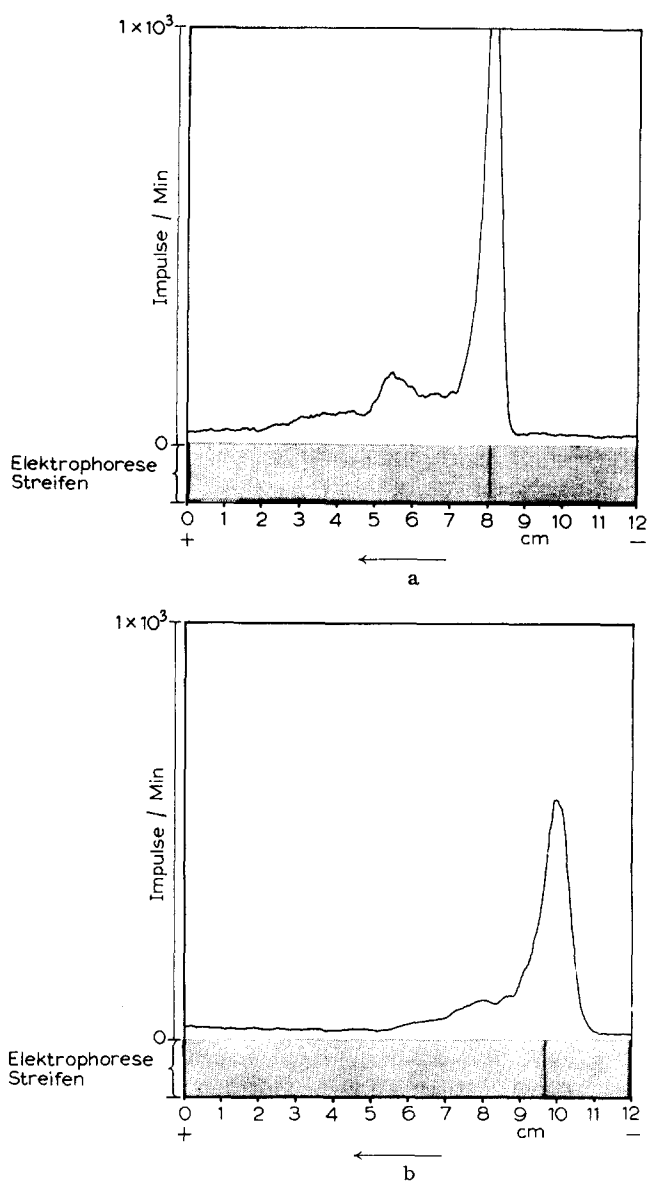 1×10³
Impulse / Min
0
Elektrophorese
Streifen
0 1 2 3 4 5 6 7 8 9 10 11 12
+ cm −
←
a
1×10³
Impulse / Min
0
Elektrophorese
Streifen
0 1 2 3 4 5 6 7 8 9 10 11 12
+ cm −
←
b